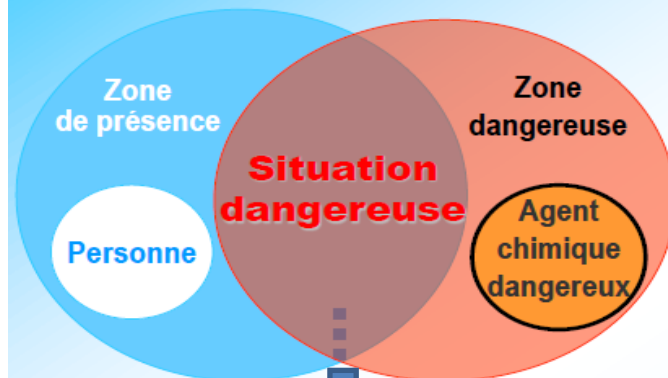 Zone
de présence
Zone
dangereuse
Situation
dangereuse
Personne
Agent
chimique
dangereux